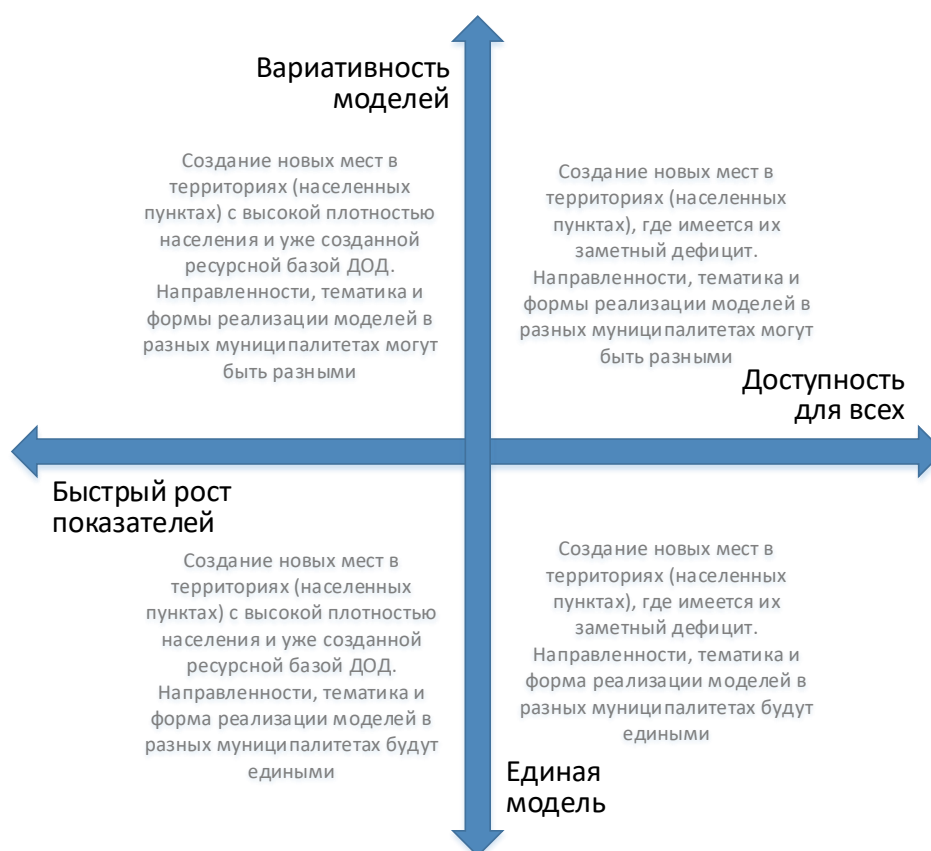 Вариативность
моделей
Создание новых мест в
территориях (населенных
пунктах) с высокой плотностью
населения и уже созданной
ресурсной базой ДОД.
Направленности, тематика и
формы реализации моделей в
разных муниципалитетах могут
быть разными
Создание новых мест в
территориях (населенных
пунктах), где имеется их
заметный дефицит.
Направленности, тематика и
формы реализации моделей в
разных муниципалитетах могут
быть разными
Доступность
для всех
Быстрый рост
показателей
Создание новых мест в
территориях (населенных
пунктах) с высокой плотностью
населения и уже созданной
ресурсной базой ДОД.
Направленности, тематика и
форма реализации моделей в
разных муниципалитетах будут
едиными
Создание новых мест в
территориях (населенных
пунктах), где имеется их
заметный дефицит.
Направленности, тематика и
форма реализации моделей в
разных муниципалитетах будут
едиными
Единая
модель